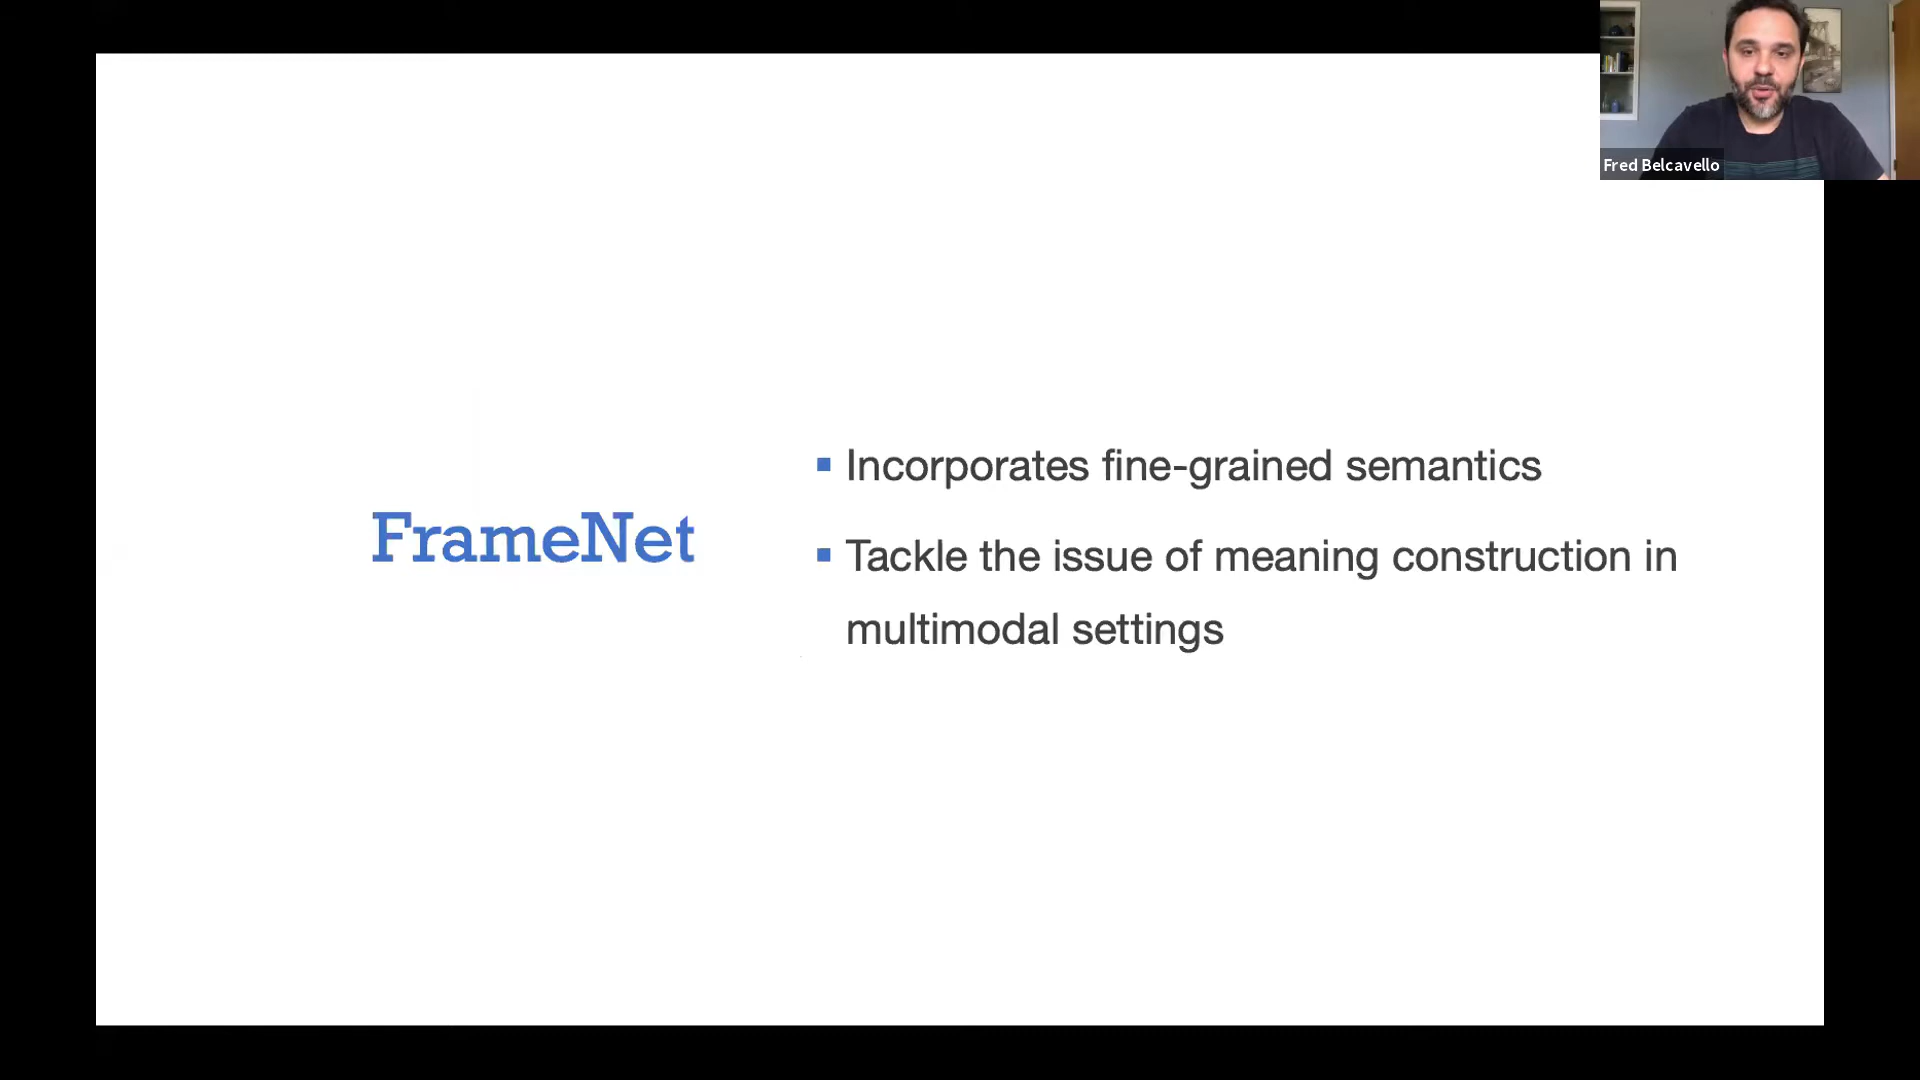 Fred Belcavello
FrameNet
Incorporates fine-grained semantics
Tackle the issue of meaning construction in
multimodal settings